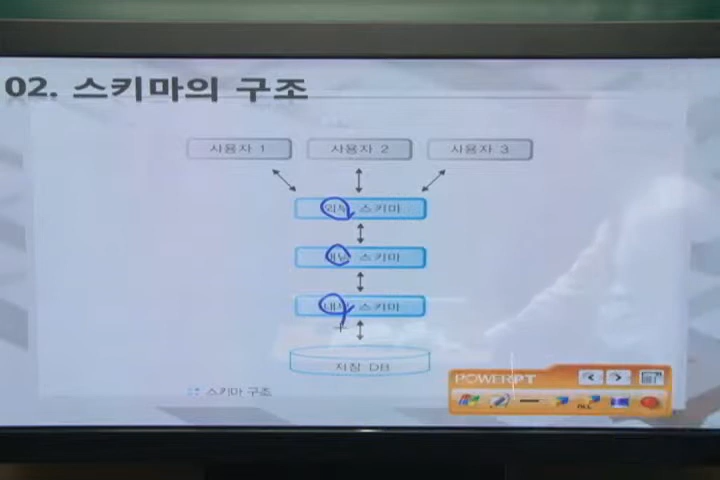 02. 스키마의 구조
사용자 1 사용자 2 사용자 3
외부 스키마
개념 스키마
내부 스키마
저장 DB
스키마 구조
POWERPT
ALL